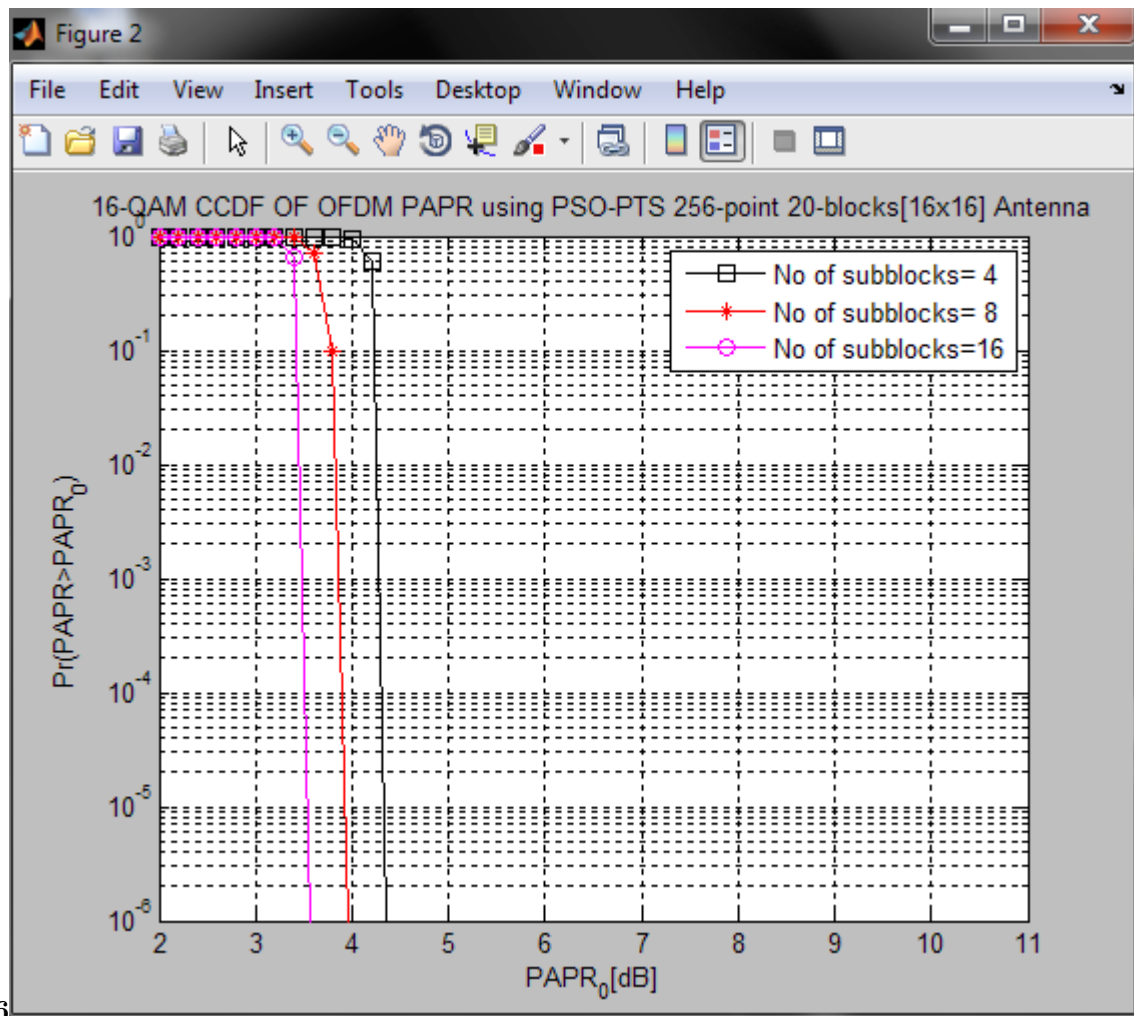 Figure 2
File Edit View Insert Tools Desktop Window Help
16-QAM CCDF OF OFDM PAPR using PSO-PTS 256-point 20-blocks[16x16] Antenna
No of subblocks= 4
No of subblocks= 8
No of subblocks=16
10^0
10^-1
10^-2
10^-3
10^-4
10^-5
10^-6
Pr(PAPR>PAPR_0)
2 3 4 5 6 7 8 9 10 11
PAPR_0[dB]
6